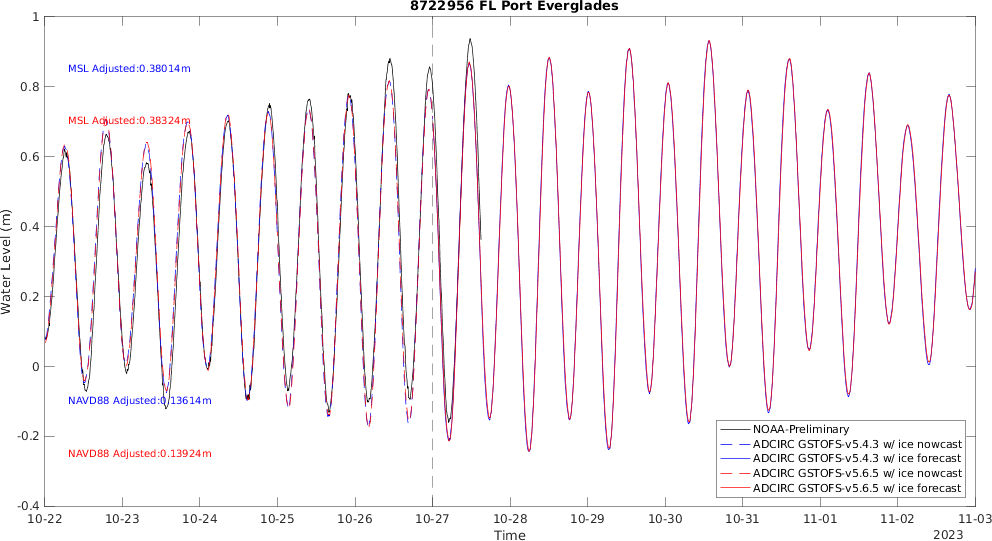 8722956 FL Port Everglades
1
MSL Adjusted:0.38014m
0.8
MSL Adjusted:0.38324m
0.6
0.4
Water Level (m)
0.2
0
NAVD88 Adjusted:0.13614m
-0.2
NAVD88 Adjusted:0.13924m
-0.4
NOAA-Preliminary
ADCIRC GSTOFS-v5.4.3 w/ ice nowcast
ADCIRC GSTOFS-v5.4.3 w/ ice forecast
ADCIRC GSTOFS-v5.6.5 w/ ice nowcast
ADCIRC GSTOFS-v5.6.5 w/ ice forecast
10-22 10-23 10-24 10-25 10-26 10-27 10-28 10-29 10-30 10-31 11-01 11-02 11-03
Time
2023